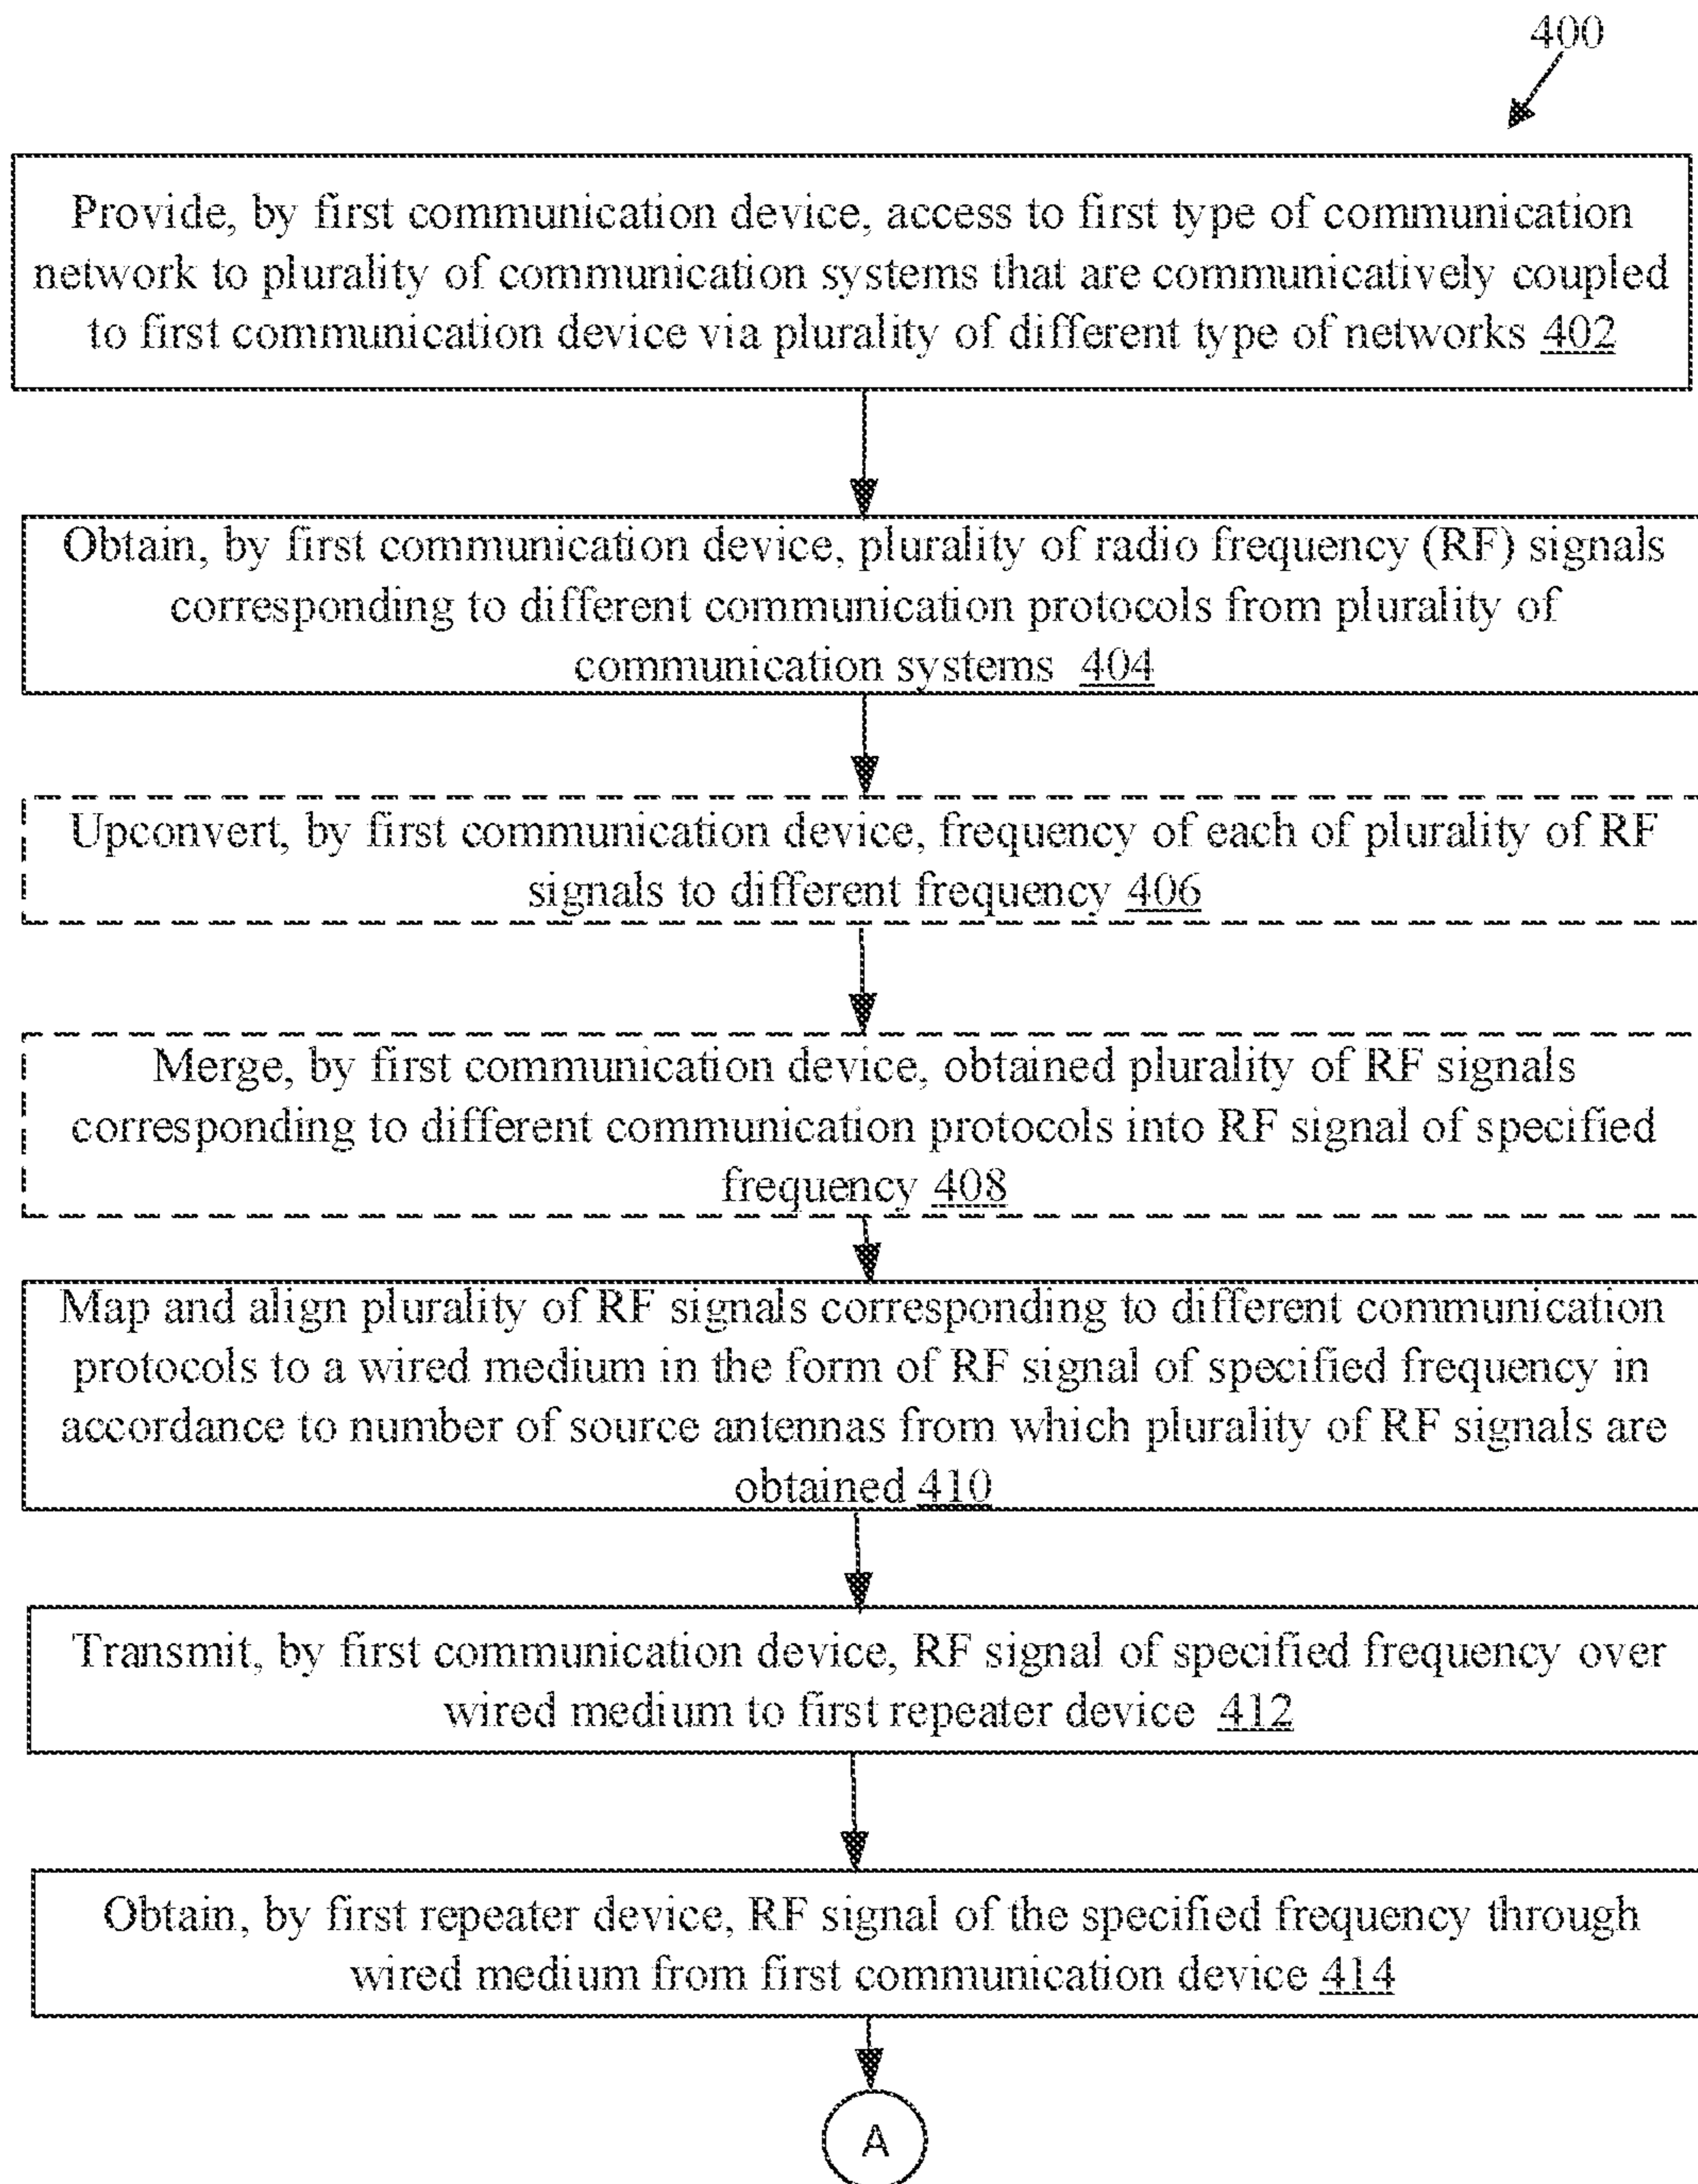 400
Provide, by first communication device, access to first type of communication
network to plurality of communication systems that are communicatively coupled
to first communication device via plurality of different type of networks 402
Obtain, by first communication device, plurality of radio frequency (RF) signals
corresponding to different communication protocols from plurality of
communication systems 404
Upconvert, by first communication device, frequency of each of plurality of RF
signals to different frequency 406
Merge, by first communication device, obtained plurality of RF signals
corresponding to different communication protocols into RF signal of specified
frequency 408
Map and align plurality of RF signals corresponding to different communication
protocols to a wired medium in the form of RF signal of specified frequency in
accordance to number of source antennas from which plurality of RF signals are
obtained 410
Transmit, by first communication device, RF signal of specified frequency over
wired medium to first repeater device 412
Obtain, by first repeater device, RF signal of the specified frequency through
wired medium from first communication device 414
A